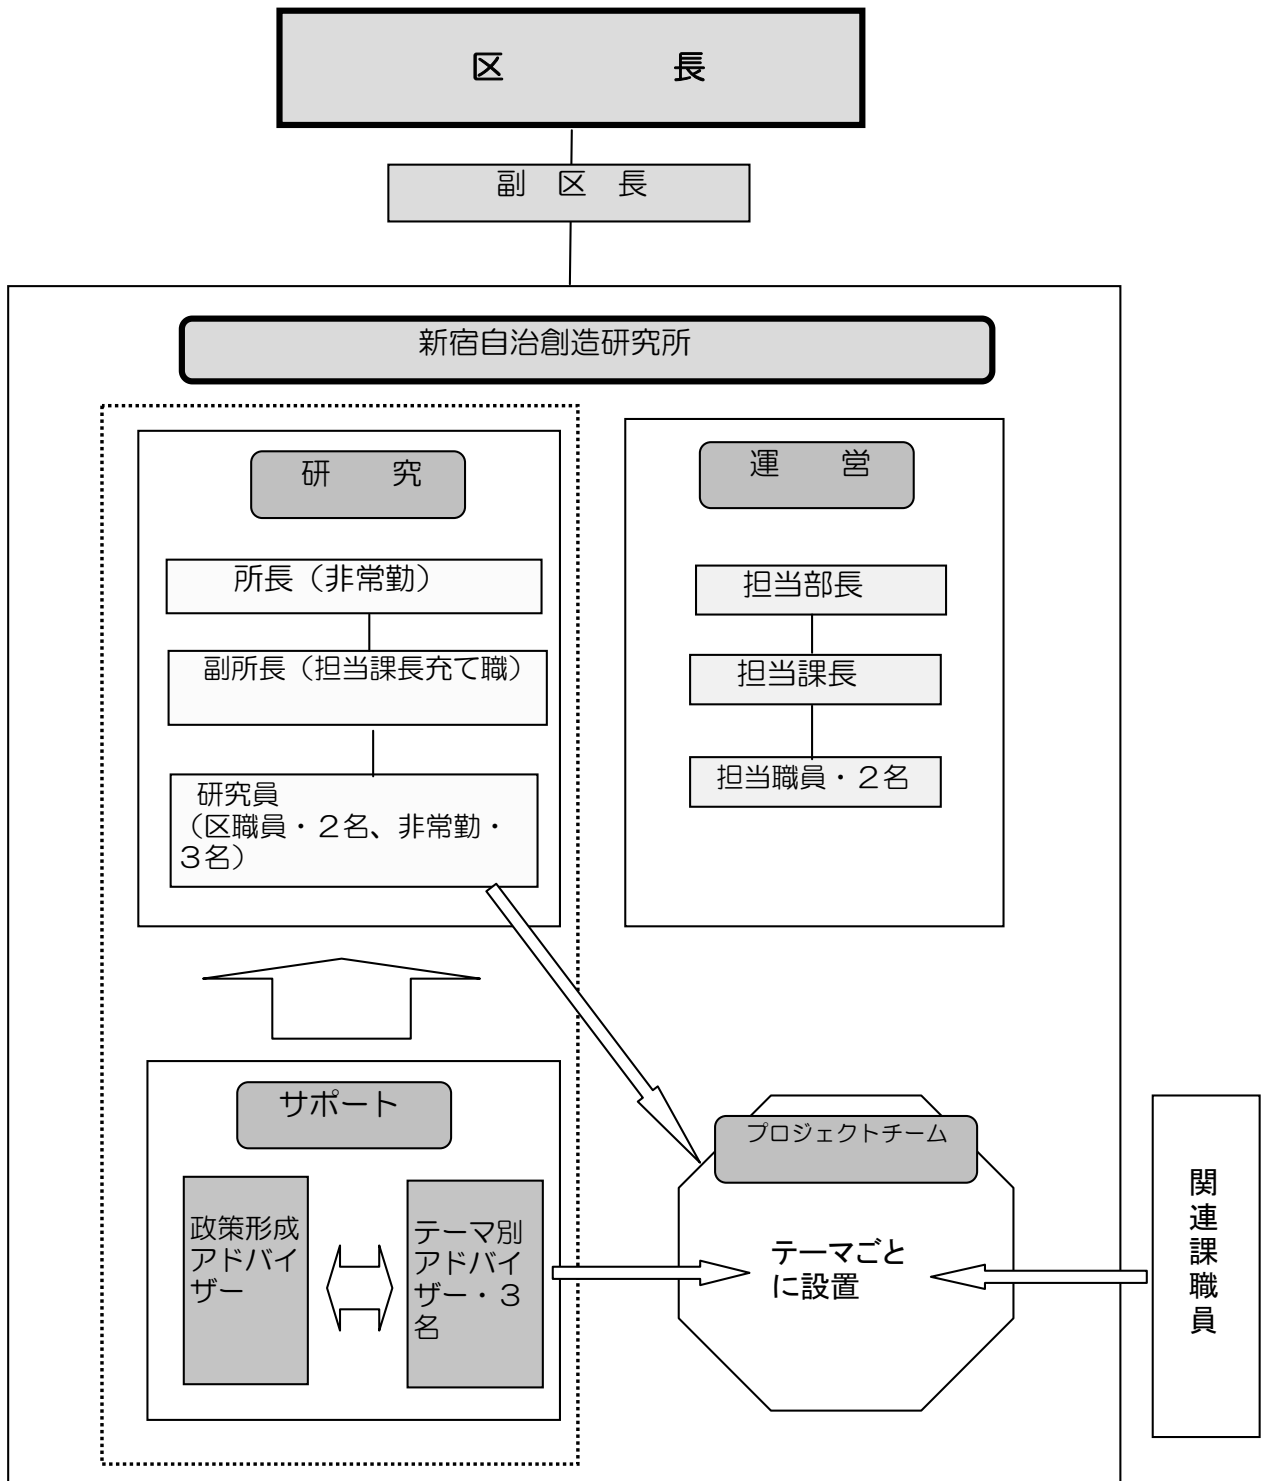 区　長
副　区　長
新宿自治創造研究所
研　究
所長（非常勤）
副所長（担当課長充て職）
研究員
（区職員・２名、非常勤・
３名）
運　営
担当部長
担当課長
担当職員・２名
サポート
政策形成
アドバイ
ザー
テーマ別
アドバイ
ザー・３
名
プロジェクトチーム
テーマごと
に設置
関連課職員